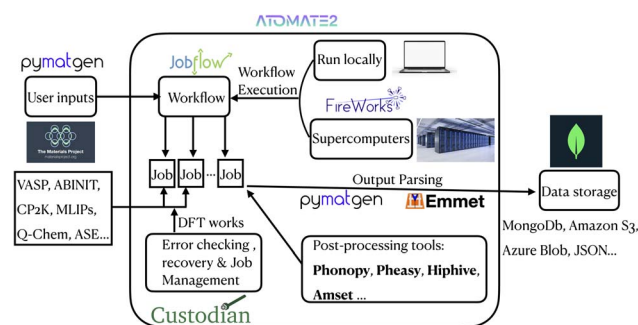 ATOMATE2
pymatgen
Jobflow
Run locally
User inputs
Workflow
Workflow
Execution
FireWorks
Supercomputers
The Materials Project
VASP, ABINIT,
CP2K, MLIPs,
Q-Chem, ASE...
Job
Job
...
Job
Output Parsing
Data storage
pymatgen
Emmet
MongoDb, Amazon S3,
Azure Blob, JSON...
DFT works
Error checking ,
recovery & Job
Management
Post-processing tools:
Phonopy, Pheasy, Hiphive,
Amset ...
Custodian